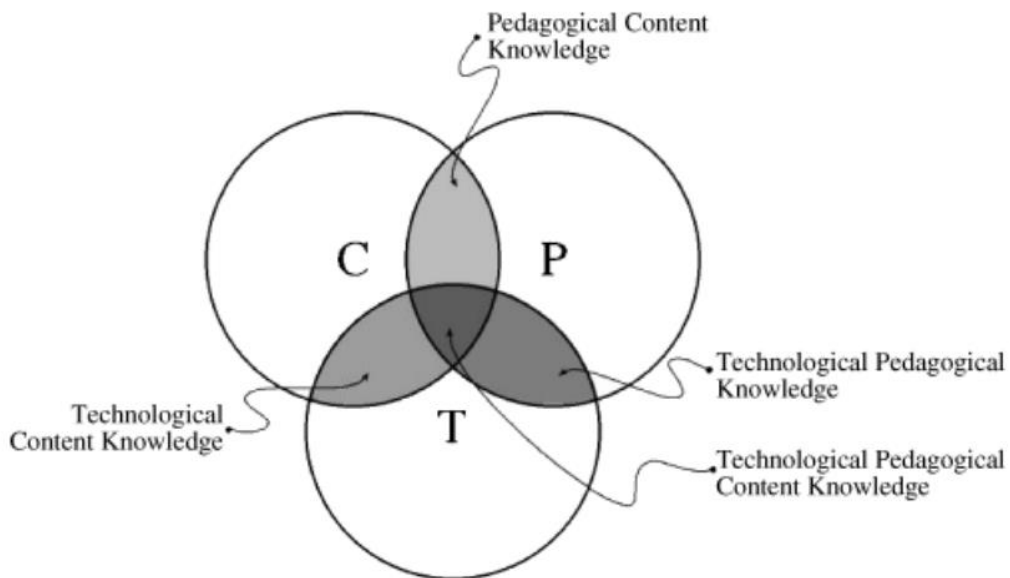 Pedagogical Content
Knowledge
C
P
Technological Pedagogical
Knowledge
Technological
Content Knowledge
T
Technological Pedagogical
Content Knowledge